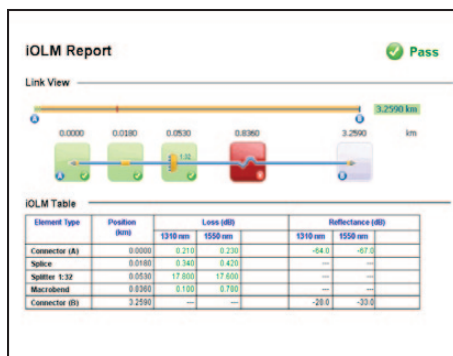 iOLM Report
Pass
Link View
3.2590 km
A
B
0.0000 0.0180 0.0530 0.8360 3.2590 km
1:32
A
B
iOLM Table
Element Type Position (km) Loss (dB) Reflectance (dB)
1310 nm 1550 nm 1310 nm 1550 nm
Connector (A) 0.0000 0.210 0.230 -64.0 -67.0
Splice 0.0180 0.340 0.420 --- ---
Splitter 1:32 0.0530 17.800 17.600 --- ---
Macrobend 0.8360 0.100 0.700 --- ---
Connector (B) 3.2590 --- --- -28.0 -33.0